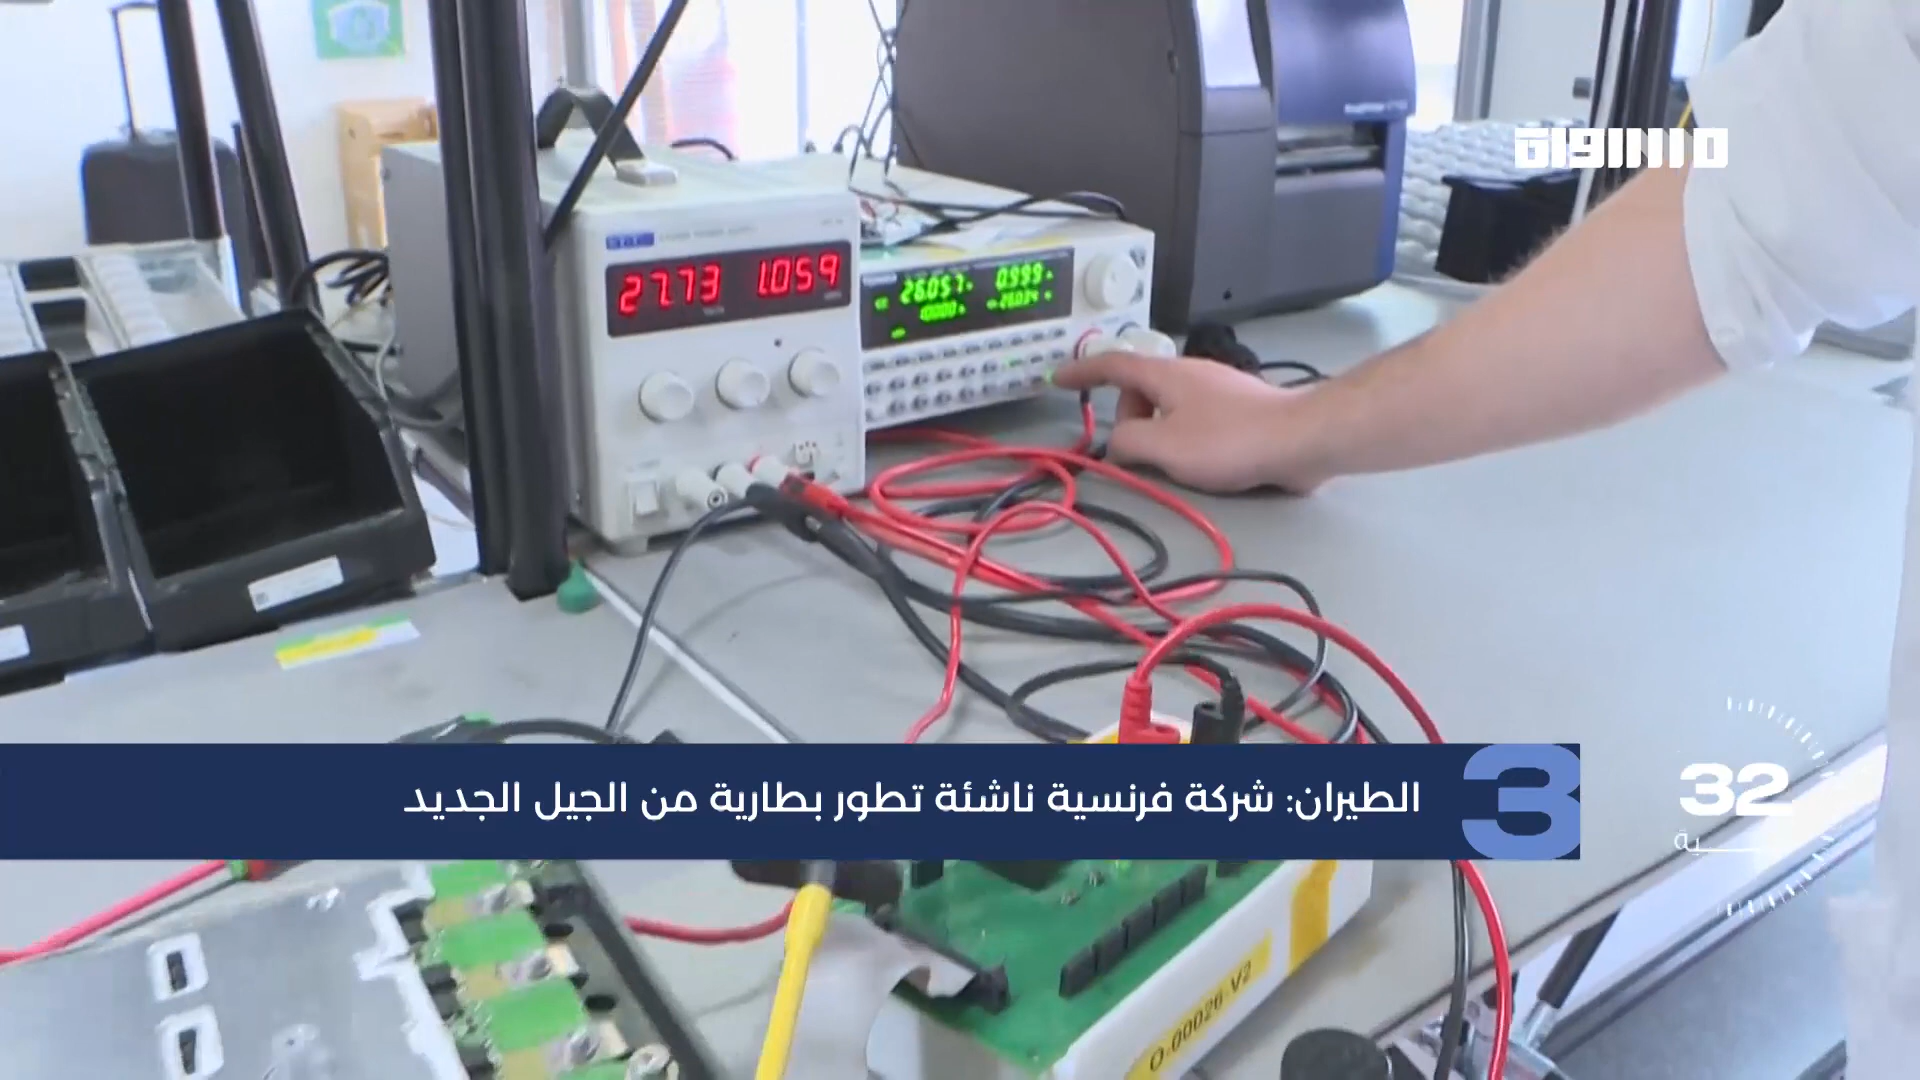 مساواة
27.73 1.059
26.057 0.999
الطيران: شركة فرنسية ناشئة تطور بطارية من الجيل الجديد
3
32
O-00026-V2